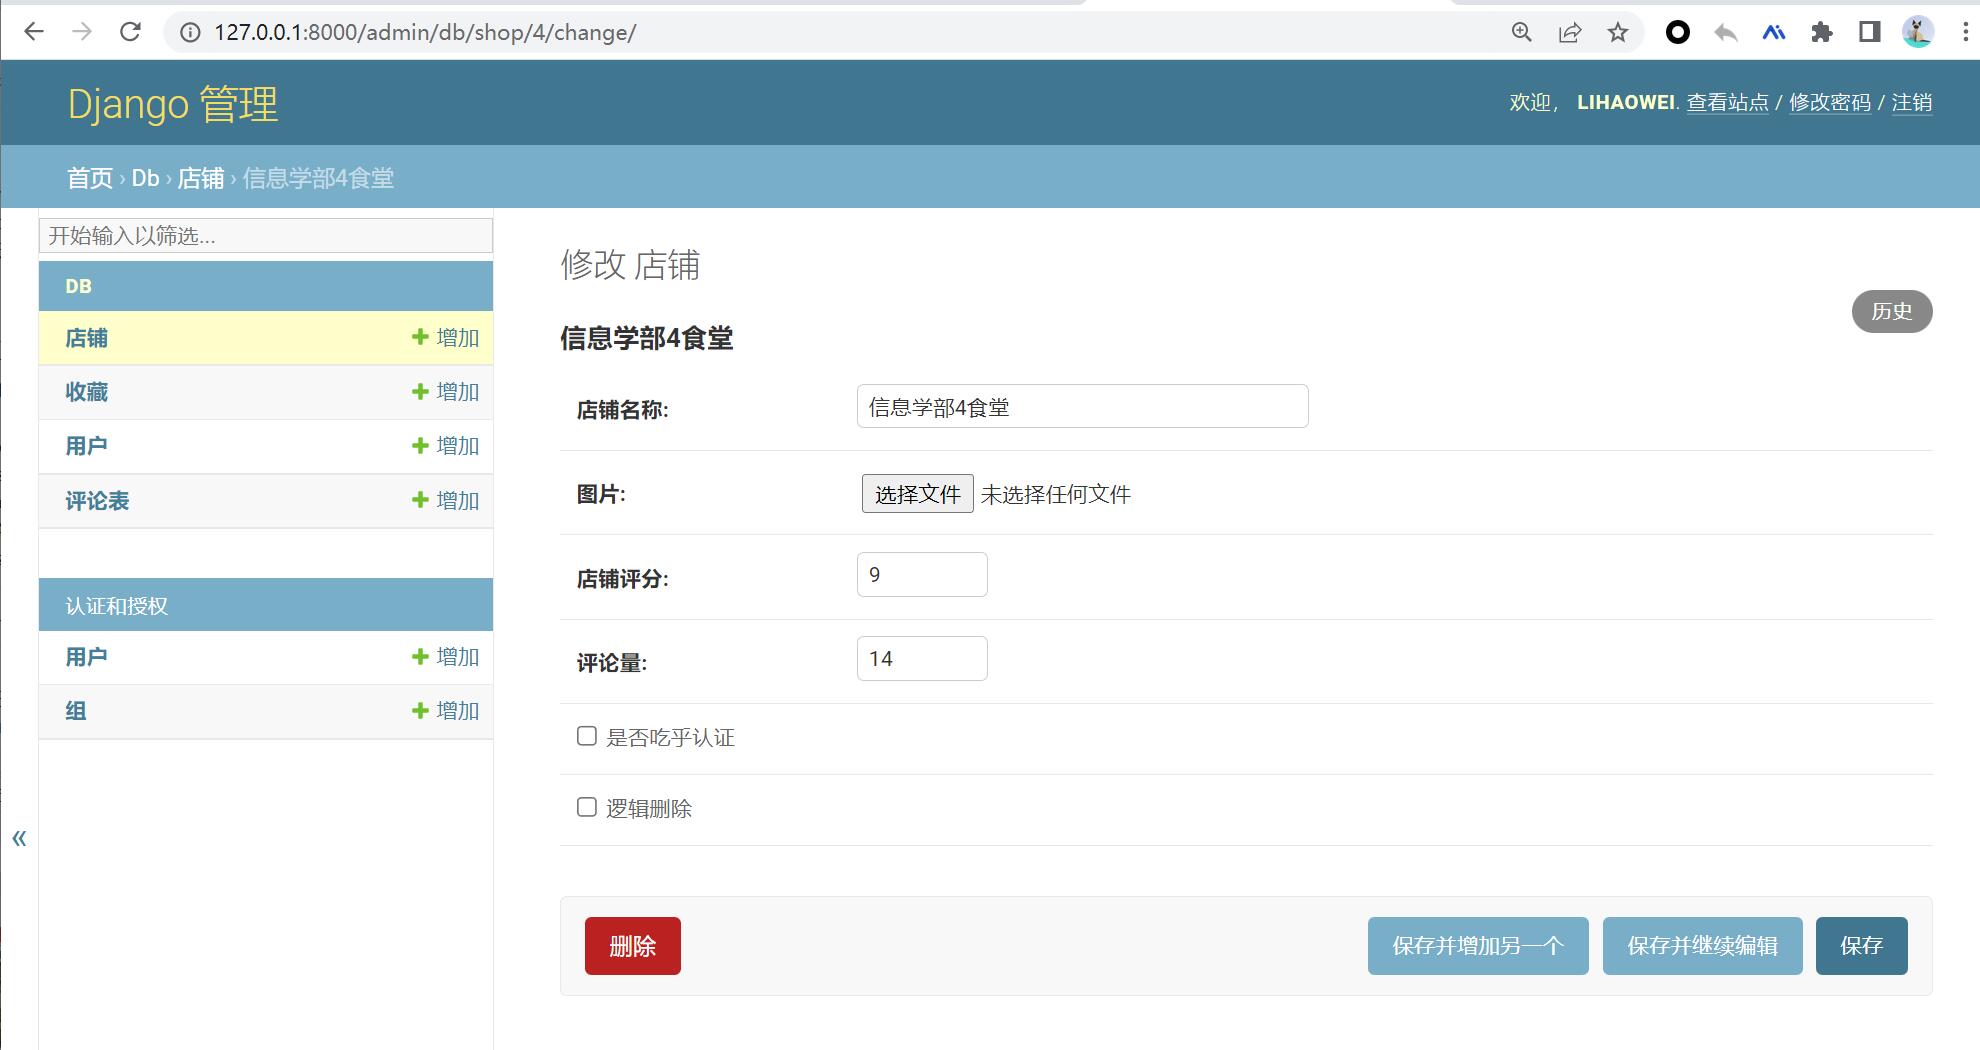 127.0.0.1:8000/admin/db/shop/4/change/
Django 管理
欢迎， LIHAOWEI. 查看站点 / 修改密码 / 注销
首页 › Db › 店铺 › 信息学部4食堂
开始输入以筛选...
DB
店铺 增加
收藏 增加
用户 增加
评论表 增加
认证和授权
用户 增加
组 增加
«
修改 店铺
历史
信息学部4食堂
店铺名称: 信息学部4食堂
图片: 选择文件 未选择任何文件
店铺评分: 9
评论量: 14
是否吃乎认证
逻辑删除
删除 保存并增加另一个 保存并继续编辑 保存